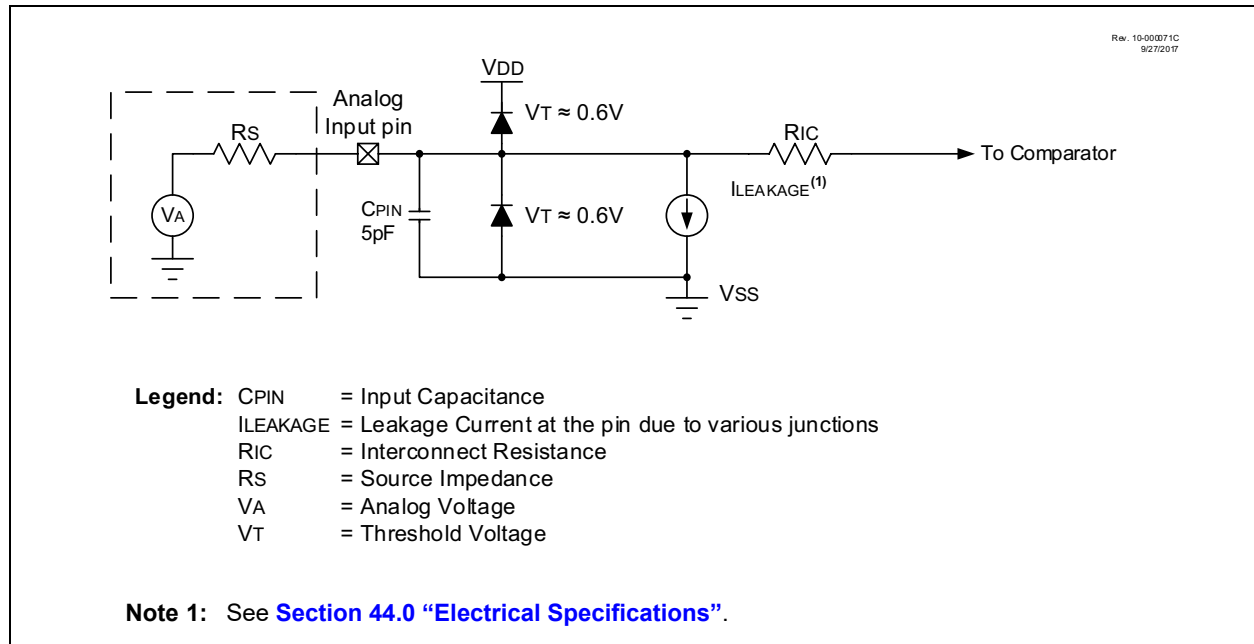 Rev. 10-000071C
9/27/2017
VDD
Analog
Input pin
VT ≈ 0.6V
RS
RIC
To Comparator
ILEAKAGE(1)
VA
CPIN
5pF
VT ≈ 0.6V
VSS
Legend: CPIN = Input Capacitance
ILEAKAGE = Leakage Current at the pin due to various junctions
RIC = Interconnect Resistance
RS = Source Impedance
VA = Analog Voltage
VT = Threshold Voltage
Note 1: See Section 44.0 “Electrical Specifications”.